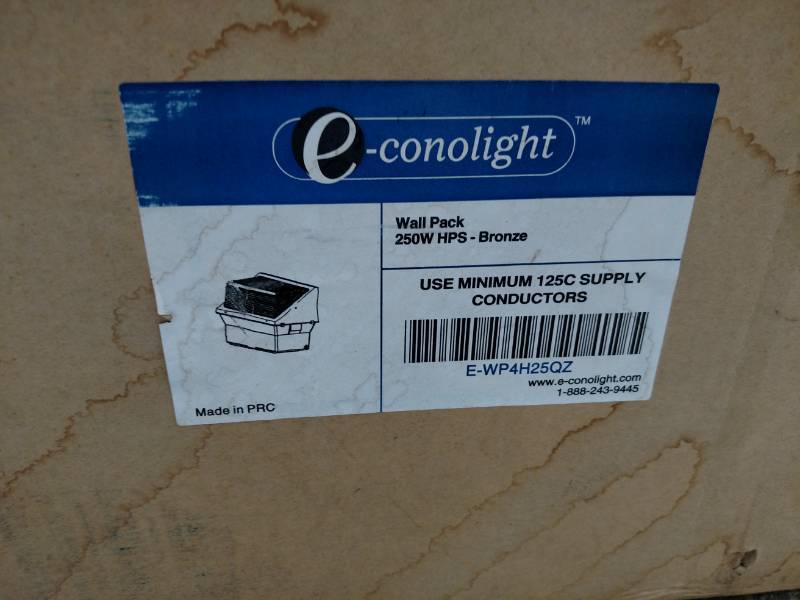 e-conolight™
Wall Pack
250W HPS - Bronze
USE MINIMUM 125C SUPPLY
CONDUCTORS
E-WP4H25QZ
www.e-conolight.com
1-888-243-9445
Made in PRC